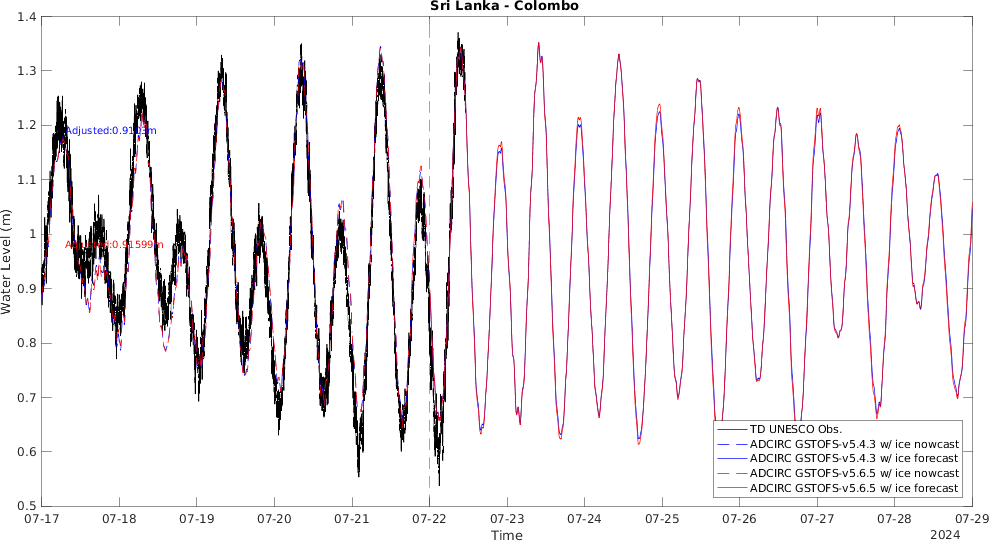 Sri Lanka - Colombo
1.4
1.3
1.2
1.1
1
0.9
0.8
0.7
0.6
0.5
Water Level (m)
Adjusted:0.9103m
Adjusted:0.91599m
TD UNESCO Obs.
ADCIRC GSTOFS-v5.4.3 w/ ice nowcast
ADCIRC GSTOFS-v5.4.3 w/ ice forecast
ADCIRC GSTOFS-v5.6.5 w/ ice nowcast
ADCIRC GSTOFS-v5.6.5 w/ ice forecast
07-17 07-18 07-19 07-20 07-21 07-22 07-23 07-24 07-25 07-26 07-27 07-28 07-29
Time
2024